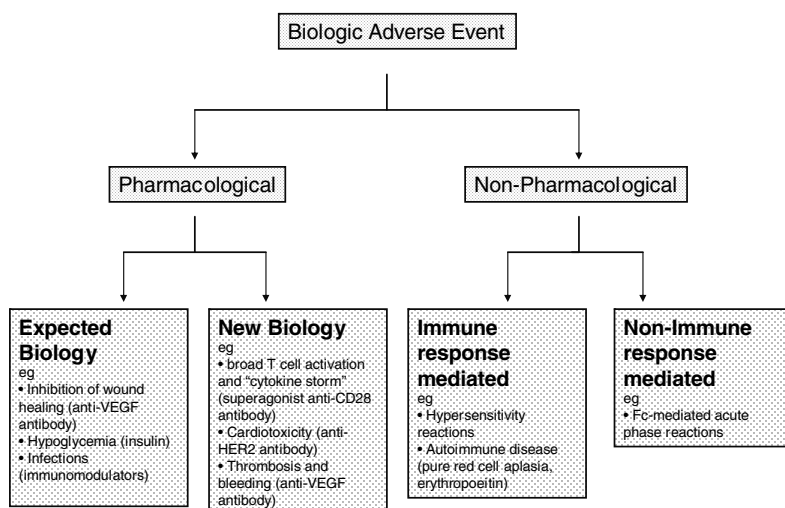 Biologic Adverse Event
Pharmacological
Non-Pharmacological
Expected
Biology
eg
• Inhibition of wound
healing (anti-VEGF
antibody)
• Hypoglycemia (insulin)
• Infections
(immunomodulators)
New Biology
eg
• broad T cell activation
and “cytokine storm”
(superagonist anti-CD28
antibody)
• Cardiotoxicity (anti-
HER2 antibody)
• Thrombosis and
bleeding (anti-VEGF
antibody)
Immune
response
mediated
eg
• Hypersensitivity
reactions
• Autoimmune disease
(pure red cell aplasia,
erythropoeitin)
Non-Immune
response
mediated
eg
• Fc-mediated acute
phase reactions